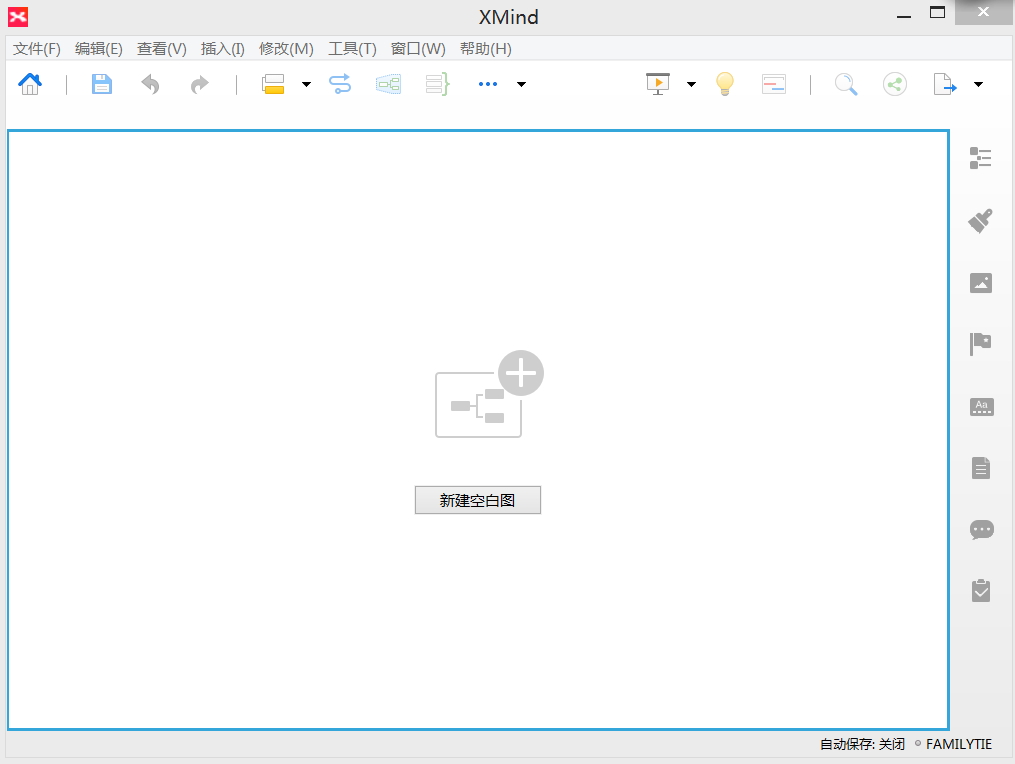 XMind
文件(F) 编辑(E) 查看(V) 插入(I) 修改(M) 工具(T) 窗口(W) 帮助(H)
Aa
新建空白图
自动保存: 关闭 FAMILYTIE